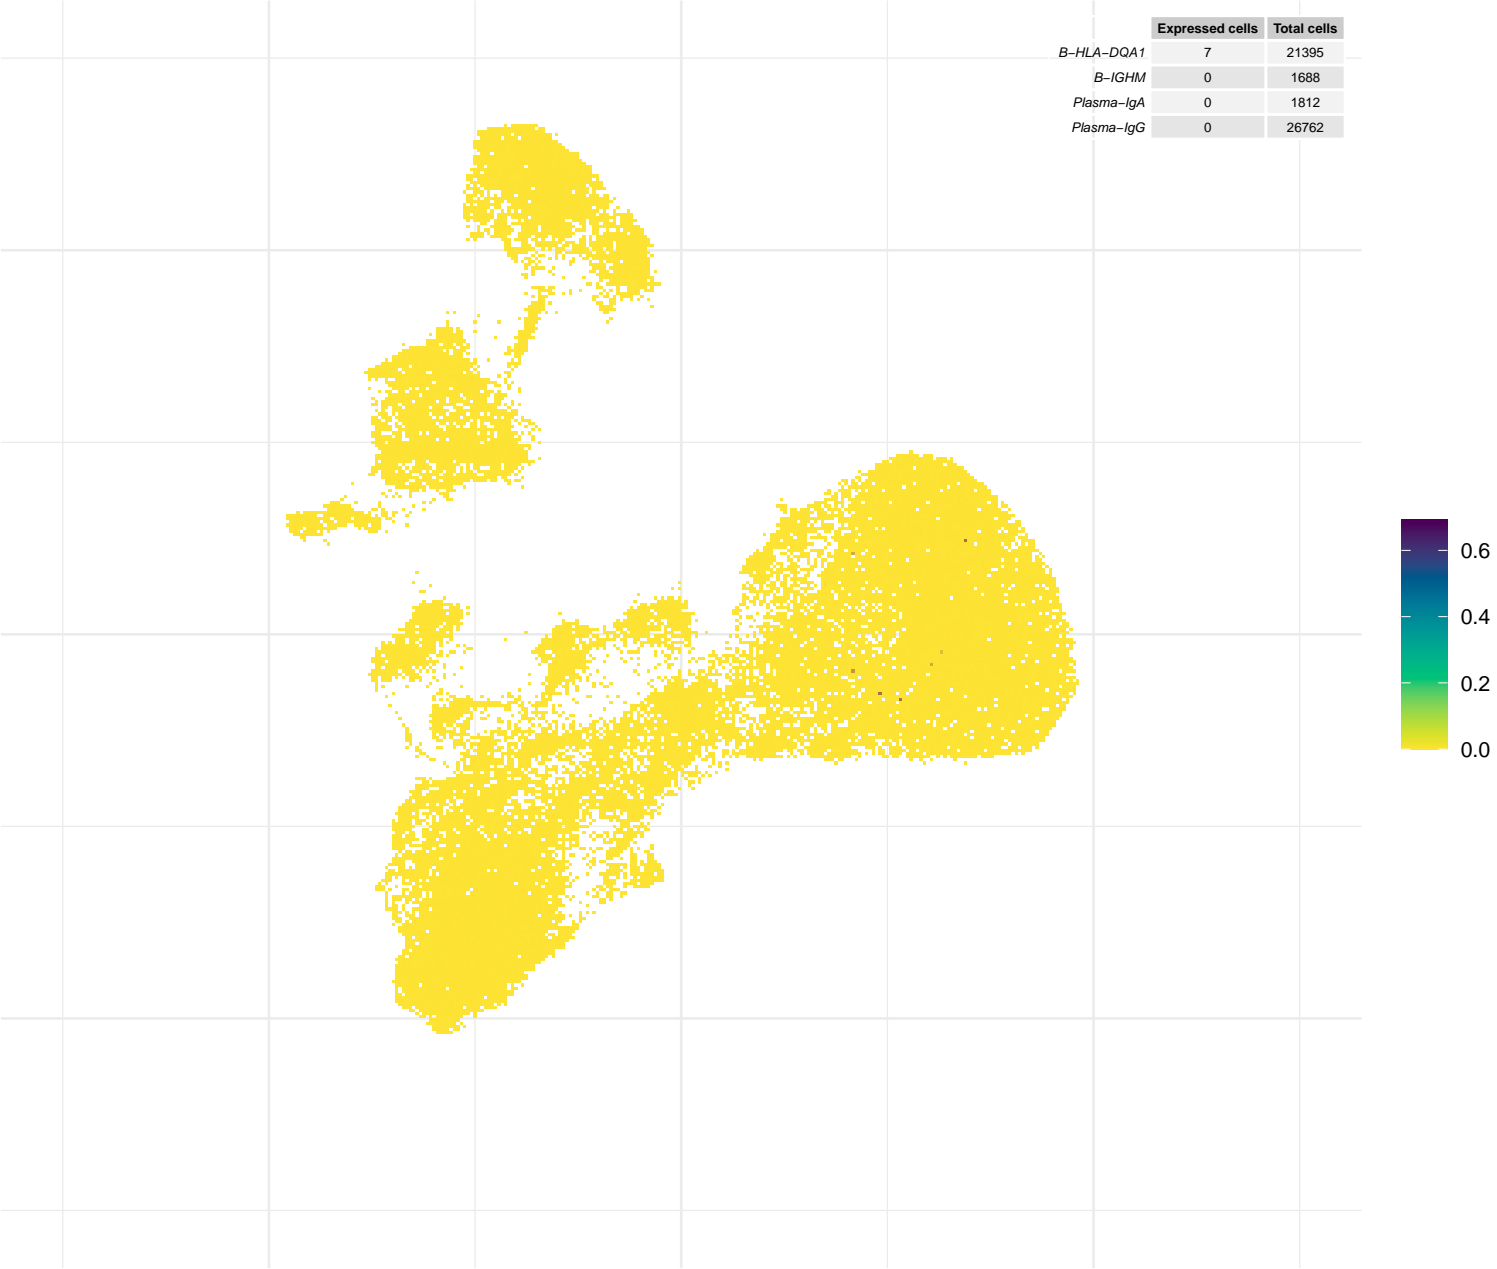 Expressed cells Total cells
B–HLA–DQA1 7 21395
B–IGHM 0 1688
Plasma–IgA 0 1812
Plasma–IgG 0 26762
0.6
0.4
0.2
0.0